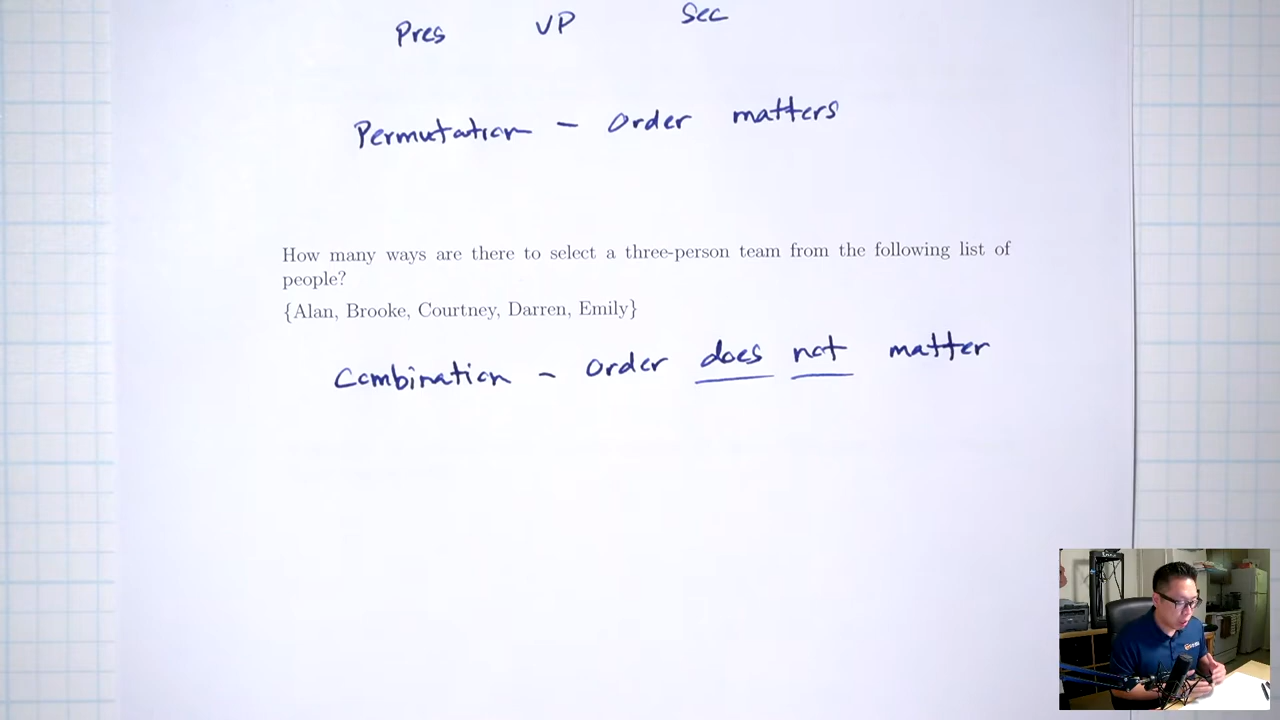 Pres VP Sec
Permutation – Order matters
How many ways are there to select a three-person team from the following list of
people?
{Alan, Brooke, Courtney, Darren, Emily}
Combination – Order does not matter